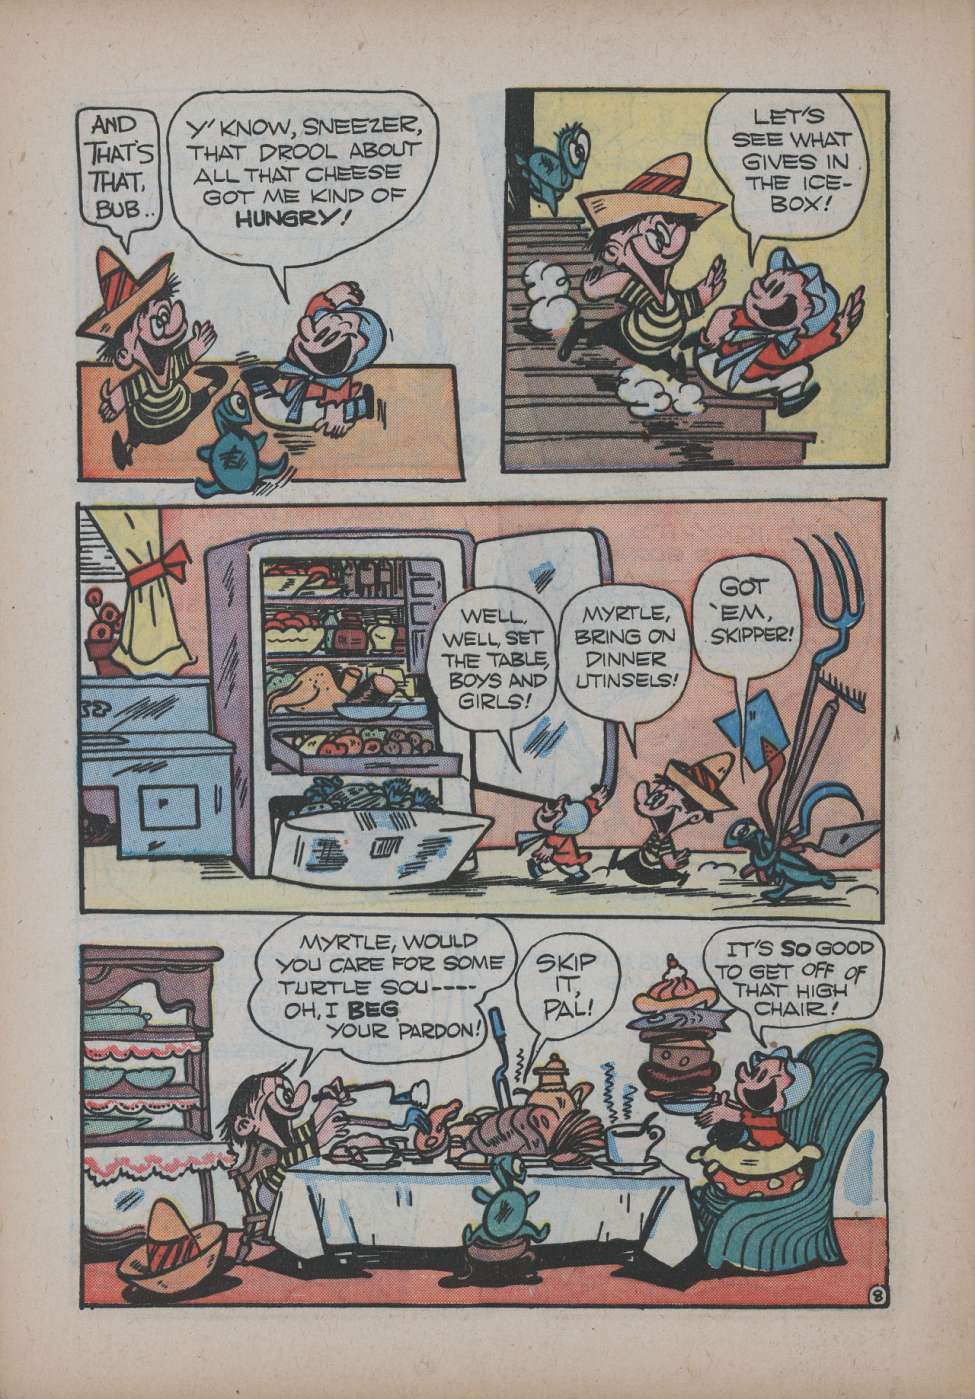 AND
THAT'S
THAT,
BUB..
Y'KNOW, SNEEZER,
THAT DROOL ABOUT
ALL THAT CHEESE
GOT ME KIND OF
HUNGRY!
LET'S
SEE WHAT
GIVES IN
THE ICE-
BOX!
WELL,
WELL, SET
THE TABLE,
BOYS AND
GIRLS!
MYRTLE,
BRING ON
DINNER
UTINSELS!
GOT
'EM,
SKIPPER!
MYRTLE, WOULD
YOU CARE FOR SOME
TURTLE SOU----
OH, I BEG
YOUR PARDON!
SKIP
IT,
PAL!
IT'S SO GOOD
TO GET OFF OF
THAT HIGH
CHAIR!
8